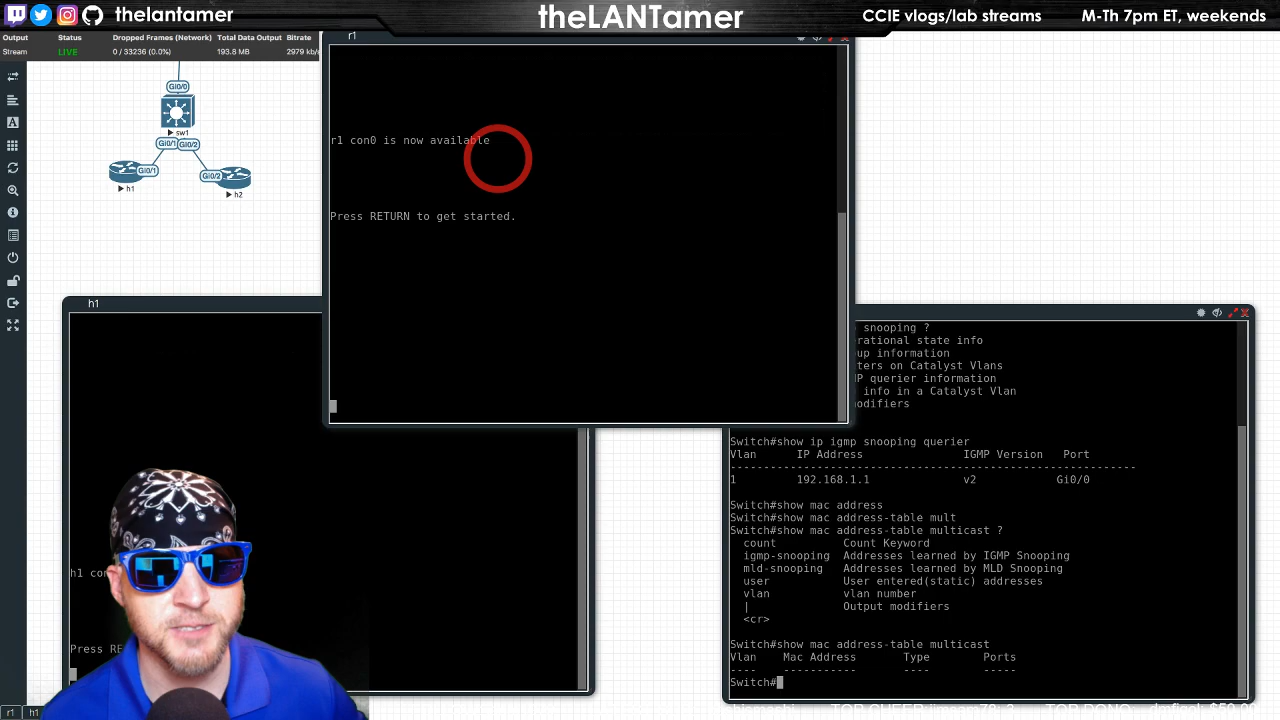 thelantamer
theLANTamer
CCIE vlogs/lab streams
M-Th 7pm ET, weekends
Output Status Dropped Frames (Network) Total Data Output Bitrate
Stream LIVE 0 / 33256 (0.0%) 193.8 MB 2979 kb/s
Gi0/0
sw1
Gi0/1 Gi0/2
Gi0/1
h1
Gi0/2
h2
r1
r1 con0 is now available
Press RETURN to get started.
h1
h1 con
Press RE
snooping ?
erational state info
up information
ters on Catalyst Vlans
MP querier information
info in a Catalyst Vlan
odifiers
Switch#show ip igmp snooping querier
Vlan IP Address IGMP Version Port
-------------------------------------------------------------
1 192.168.1.1 v2 Gi0/0
Switch#show mac address
Switch#show mac address-table mult
Switch#show mac address-table multicast ?
count Count Keyword
igmp-snooping Addresses learned by IGMP Snooping
mld-snooping Addresses learned by MLD Snooping
user User entered(static) addresses
vlan vlan number
| Output modifiers
<cr>
Switch#show mac address-table multicast
Vlan Mac Address Type Ports
---- ----------- ---- -----
Switch#
r1 h1